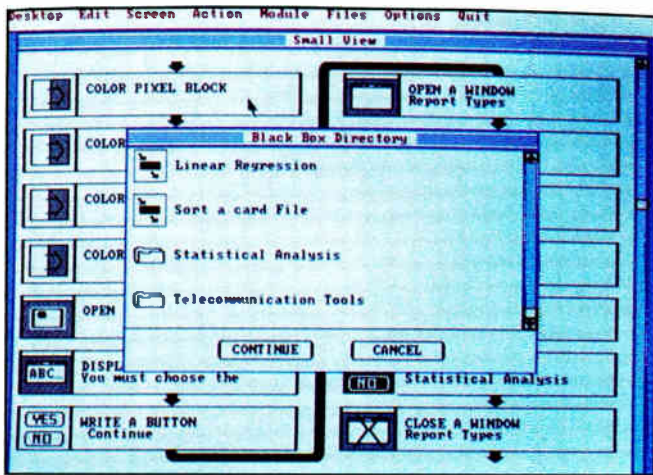 Desktop Edit Screen Action Module Files Options Quit
Small View
COLOR PIXEL BLOCK
OPEN A WINDOW
Report Types
Black Box Directory
COLOR
Linear Regression
COLOR
Sort a card File
COLOR
Statistical Analysis
OPEN
Telecommunication Tools
CONTINUE
CANCEL
ABC..
DISPL
You must choose the
NO
Statistical Analysis
YES
NO
WRITE A BUTTON
Continue
CLOSE A WINDOW
Report Types